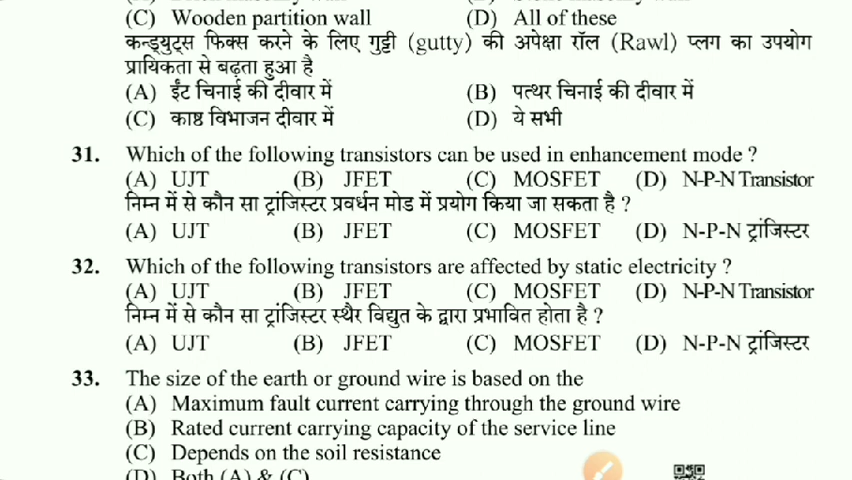 (C) Wooden partition wall (D) All of these
कन्ड्युट्स फिक्स करने के लिए गुट्टी (gutty) की अपेक्षा रॉल (Rawl) प्लग का उपयोग
प्रायिकता से बढ़ता हुआ है
(A) ईंट चिनाई की दीवार में (B) पत्थर चिनाई की दीवार में
(C) काष्ठ विभाजन दीवार में (D) ये सभी
31. Which of the following transistors can be used in enhancement mode ?
(A) UJT (B) JFET (C) MOSFET (D) N-P-N Transistor
निम्न में से कौन सा ट्रांजिस्टर प्रवर्धन मोड में प्रयोग किया जा सकता है ?
(A) UJT (B) JFET (C) MOSFET (D) N-P-N ट्रांजिस्टर
32. Which of the following transistors are affected by static electricity ?
(A) UJT (B) JFET (C) MOSFET (D) N-P-N Transistor
निम्न में से कौन सा ट्रांजिस्टर स्थैर विद्युत के द्वारा प्रभावित होता है ?
(A) UJT (B) JFET (C) MOSFET (D) N-P-N ट्रांजिस्टर
33. The size of the earth or ground wire is based on the
(A) Maximum fault current carrying through the ground wire
(B) Rated current carrying capacity of the service line
(C) Depends on the soil resistance
(D) Both (A) & (C)